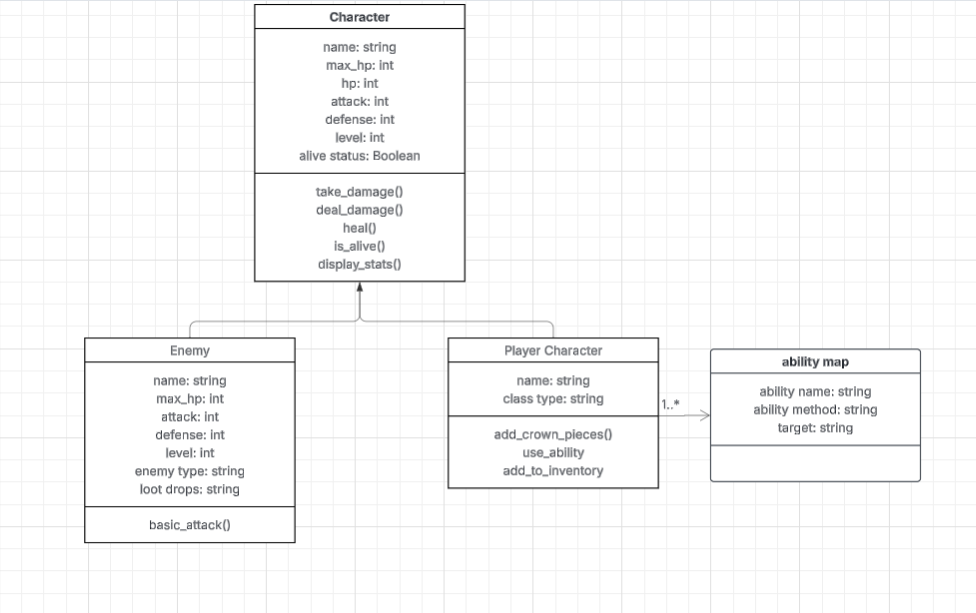 Character
name: string
max_hp: int
hp: int
attack: int
defense: int
level: int
alive status: Boolean
take_damage()
deal_damage()
heal()
is_alive()
display_stats()
Enemy
name: string
max_hp: int
attack: int
defense: int
level: int
enemy type: string
loot drops: string
basic_attack()
Player Character
name: string
class type: string
add_crown_pieces()
use_ability
add_to_inventory
1..*
ability map
ability name: string
ability method: string
target: string